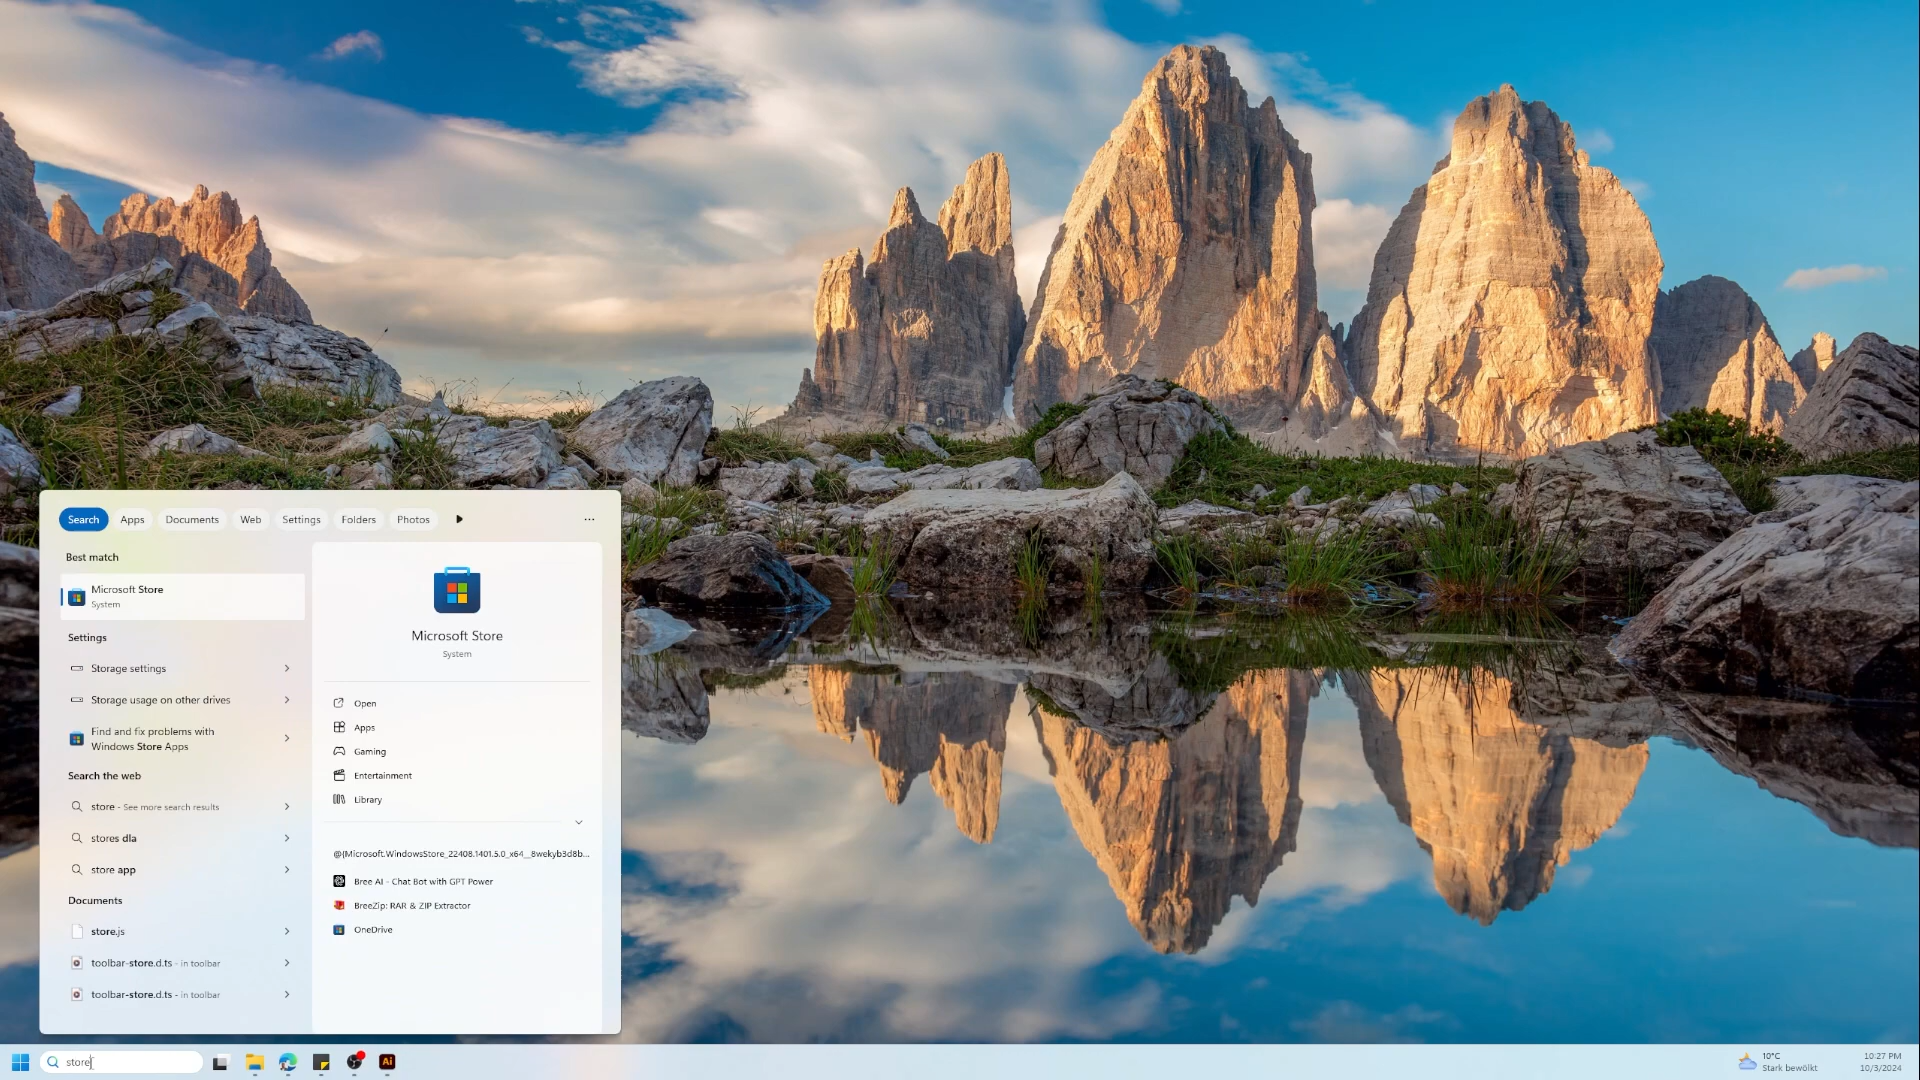 Search Apps Documents Web Settings Folders Photos
Best match
Microsoft Store
System
Settings
Storage settings
Storage usage on other drives
Find and fix problems with
Windows Store Apps
Search the web
store - See more search results
stores dla
store app
Documents
store.js
toolbar-store.d.ts - in toolbar
toolbar-store.d.ts - in toolbar
Microsoft Store
System
Open
Apps
Gaming
Entertainment
Library
@{Microsoft.WindowsStore_22408.1401.5.0_x64__8wekyb3d8b...
Bree AI - Chat Bot with GPT Power
BreeZip: RAR & ZIP Extractor
OneDrive
store
Ai
10°C
Stark bewölkt
10:27 PM
10/3/2024